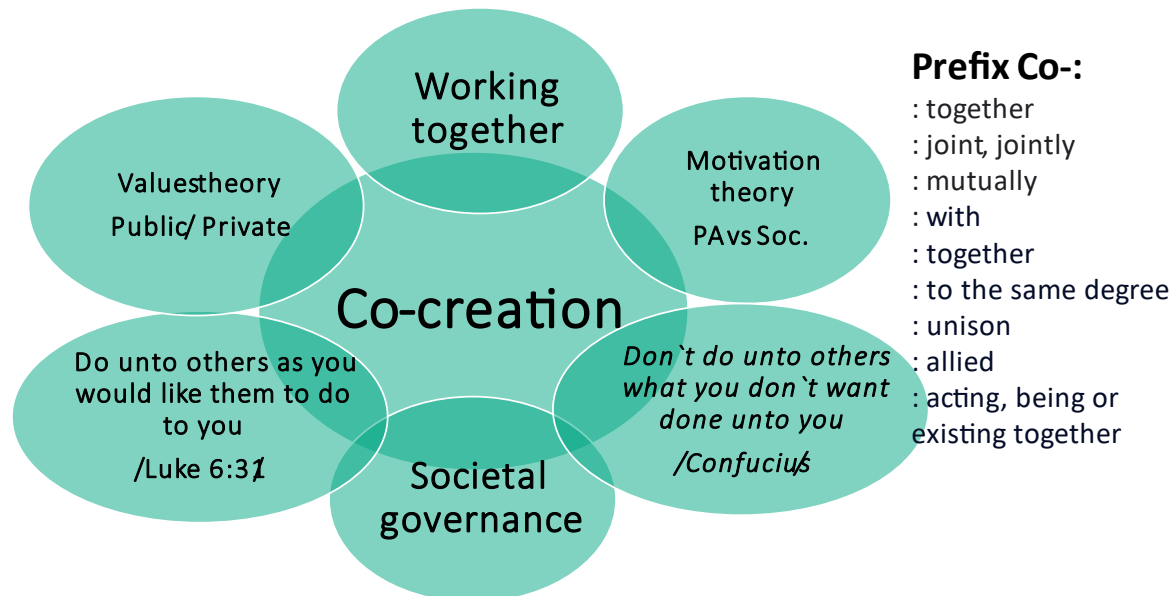 Working
together
Valuestheory
Public/ Private
Motivation
theory
PAvs Soc.
Co-creation
Do unto others as you
would like them to do
to you
/Luke 6:31/
Don`t do unto others
what you don`t want
done unto you
/Confucius/
Societal
governance
Prefix Co-:
: together
: joint, jointly
: mutually
: with
: together
: to the same degree
: unison
: allied
: acting, being or
existing together